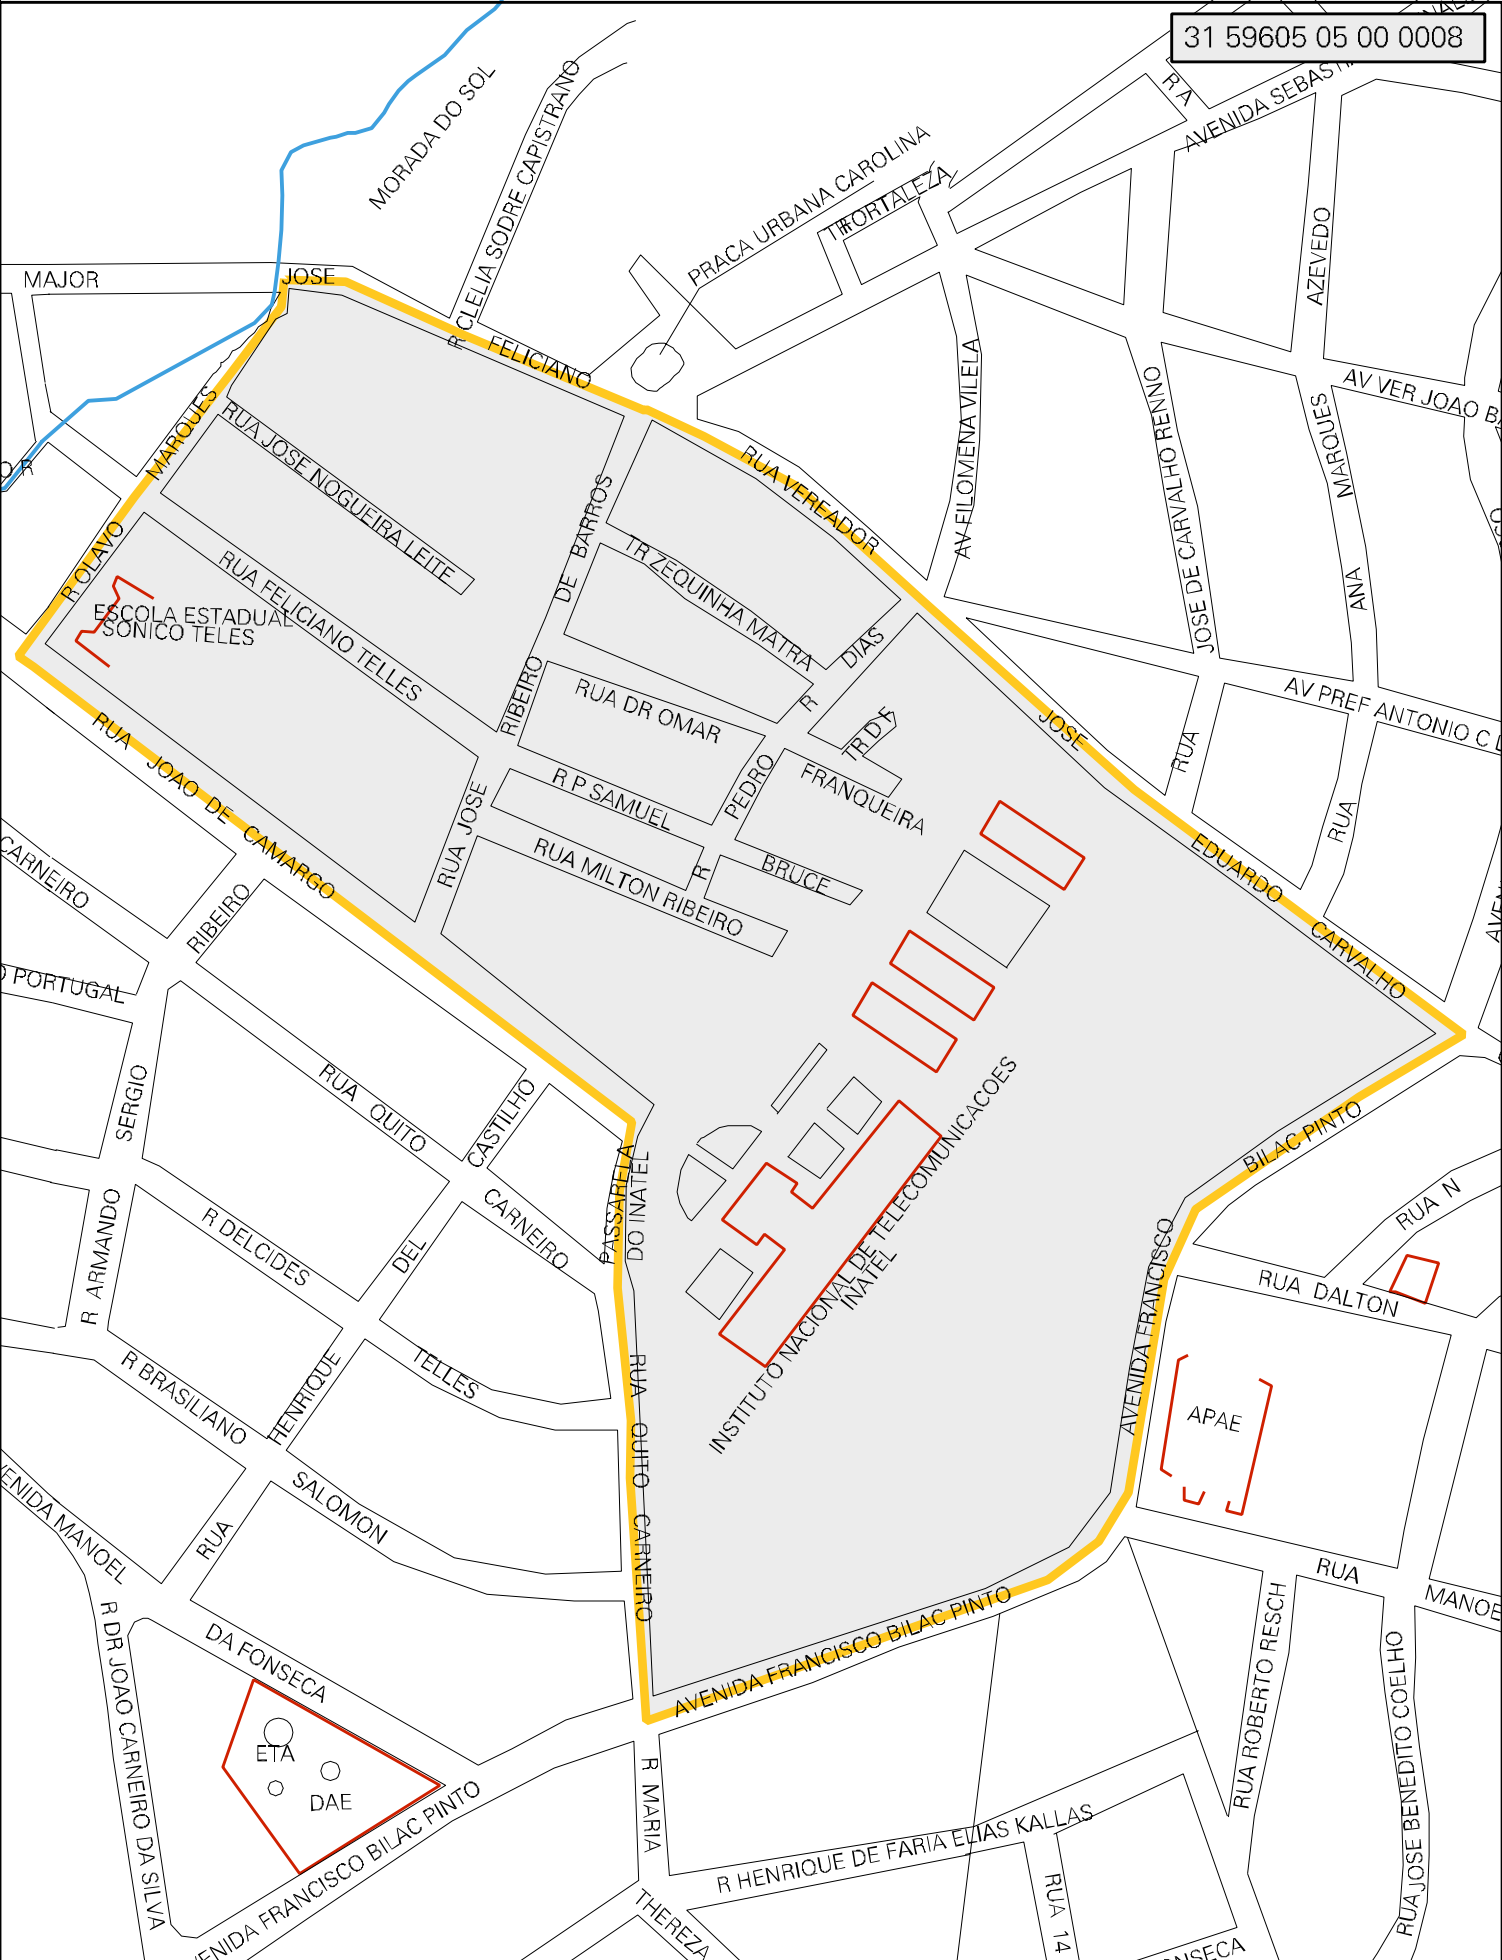 31 59605 05 00 0008
R A
AVENIDA SEBASTI
MORADA DO SOL
R CLELIA SODRE CAPISTRANO
PRACA URBANA CAROLINA
TR FORTALEZA
AZEVEDO
MAJOR
JOSE
FELICIANO
AV FILOMENA VILELA
JOSE DE CARVALHO RENNO
AV VER JOAO B
MARQUES
ANA
MARQUES
R OLAVO
O R
RUA JOSE NOGUEIRA LEITE
RUA VEREADOR
BARROS
DE
RIBEIRO
RUA JOSE
TR ZEQUINHA MATRA
RUA FELICIANO TELLES
ESCOLA ESTADUAL
SONICO TELES
DIAS
R
PEDRO
R
RUA DR OMAR
TR D E
FRANQUEIRA
R P SAMUEL
RUA MILTON RIBEIRO
BRUCE
JOSE
RUA
AV PREF ANTONIO C L
RUA
EDUARDO
CARVALHO
RUA
JOAO
DE
CAMARGO
CARNEIRO
RIBEIRO
PORTUGAL
SERGIO
RUA QUITO
CASTILHO
CARNEIRO
PASSARELA
DO INATEL
INSTITUTO NACIONAL DE TELECOMUNICACOES
INATEL
BILAC PINTO
AVENIDA FRANCISCO
RUA N
RUA DALTON
R ARMANDO
R DELCIDES
DEL
TELLES
HENRIQUE
R BRASILIANO
SALOMON
RUA
RUA QUITO CARNEIRO
APAE
ENIDA MANOEL
R DR JOAO CARNEIRO DA SILVA
DA FONSECA
ETA
DAE
AVENIDA FRANCISCO BILAC PINTO
RUA
MANOE
RUA ROBERTO RESCH
RUA JOSE BENEDITO COELHO
ENIDA FRANCISCO BILAC PINTO
R MARIA
THEREZA
R HENRIQUE DE FARIA ELIAS KALLAS
RUA 14
NSECA